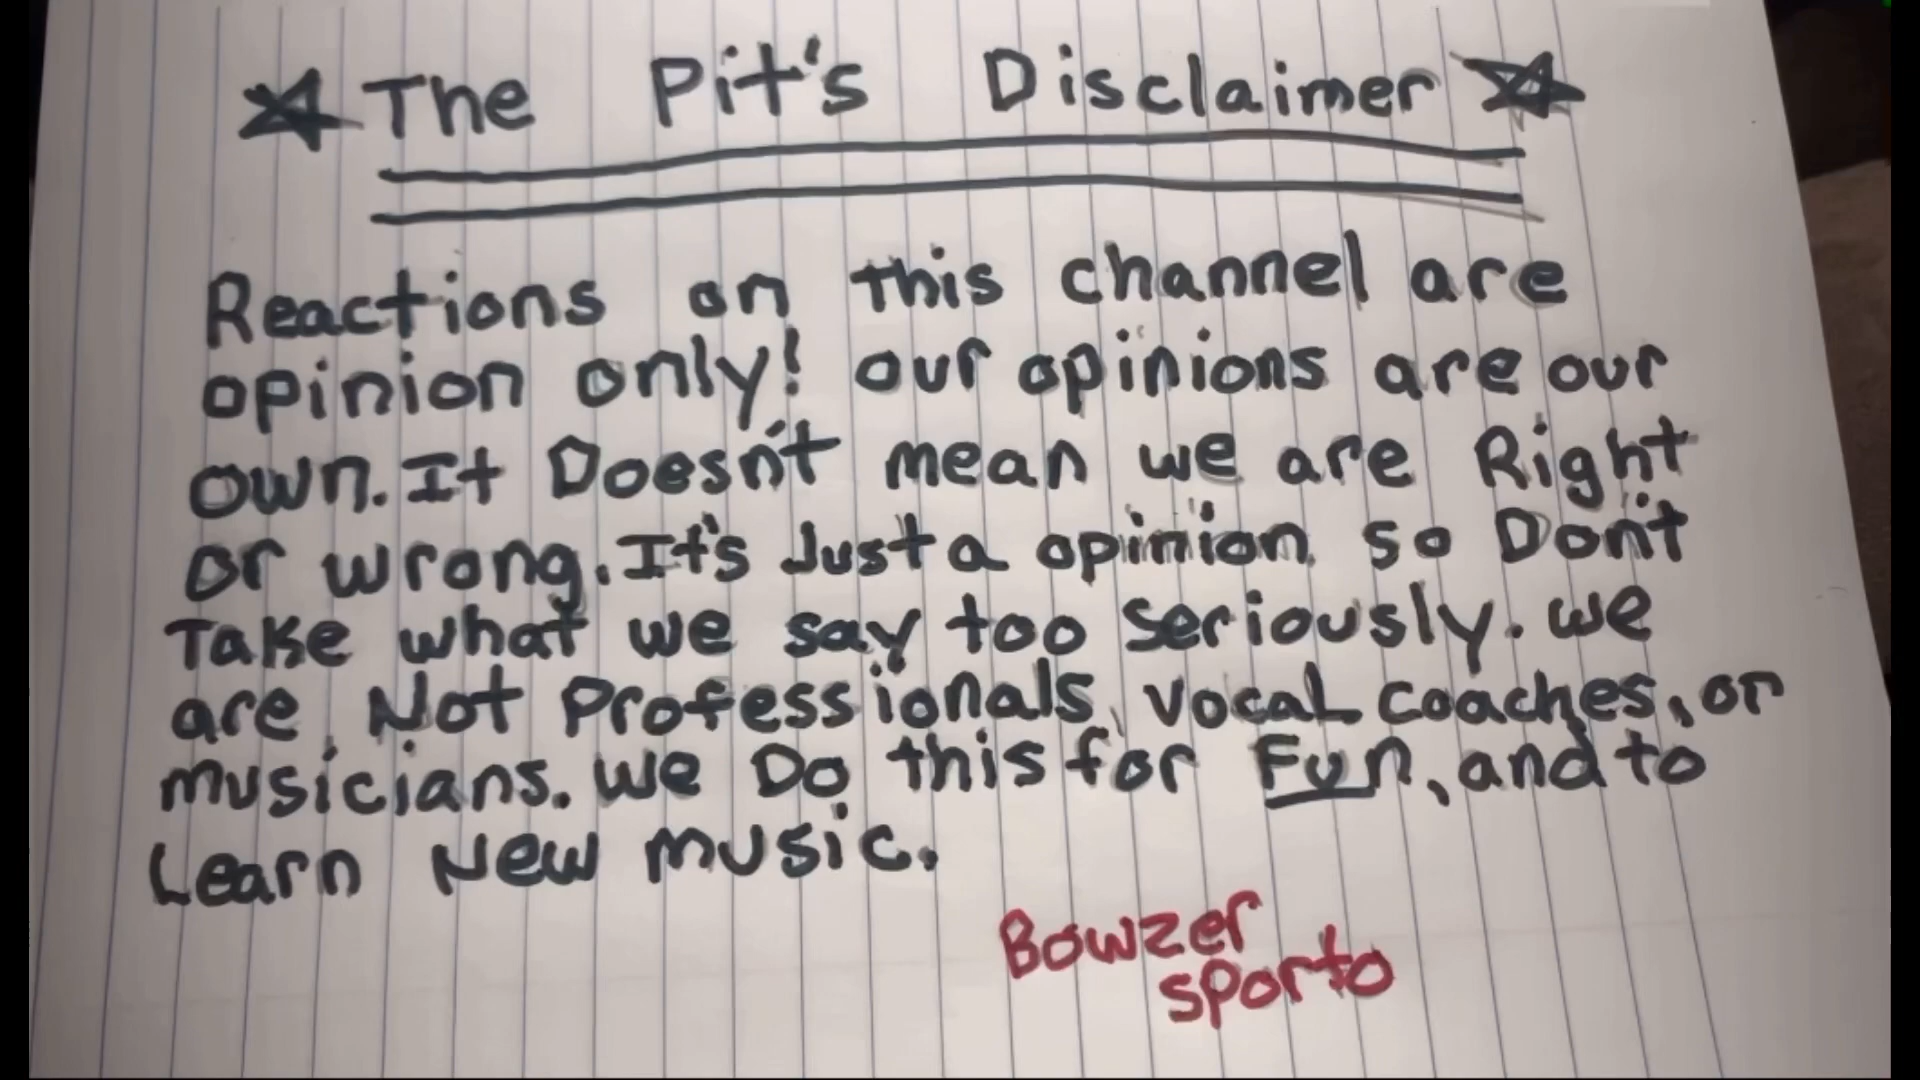 ☆ The Pit's Disclaimer ☆
Reactions on this channel are
opinion only! our opinions are our
own. It Doesn't mean we are Right
or wrong. It's Just a opinion so Don't
Take what we say too seriously. we
are Not Professionals, vocal coaches, or
musicians. we Do this for Fun, and to
Learn New music.
Bowzer
sporto